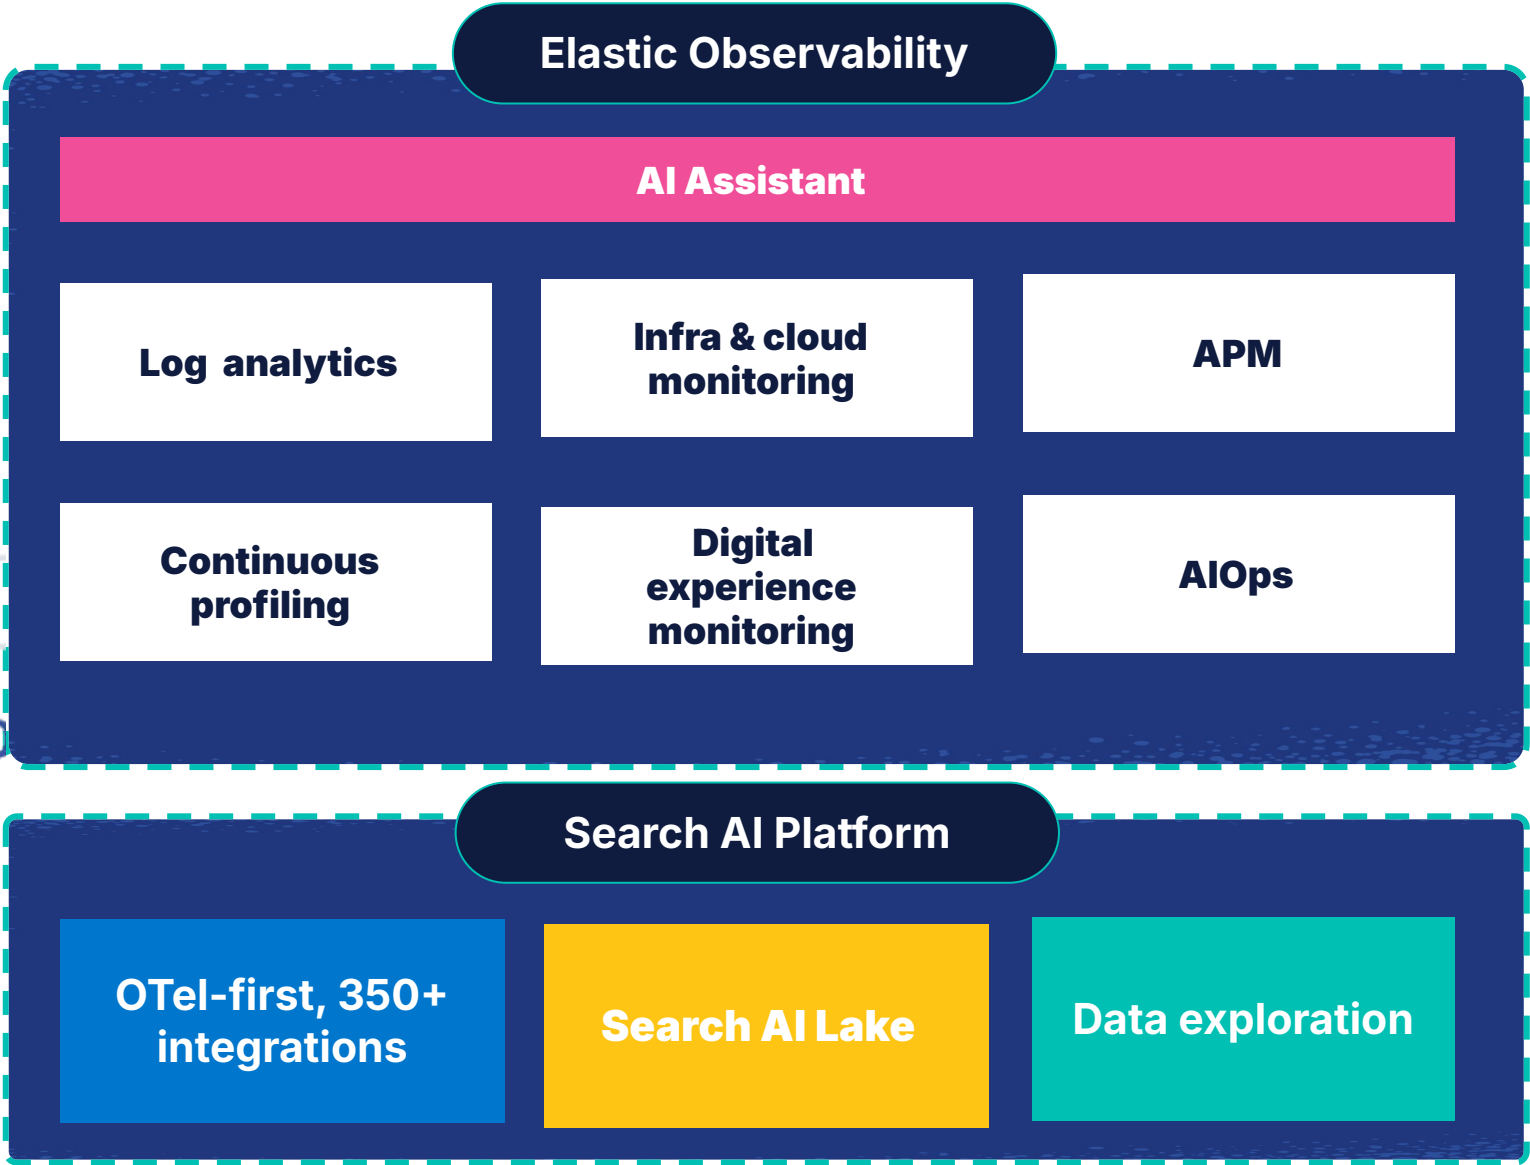 Elastic Observability
AI Assistant
Log analytics
Infra & cloud
monitoring
APM
Continuous
profiling
Digital
experience
monitoring
AIOps
Search AI Platform
OTel-first, 350+
integrations
Search AI Lake
Data exploration